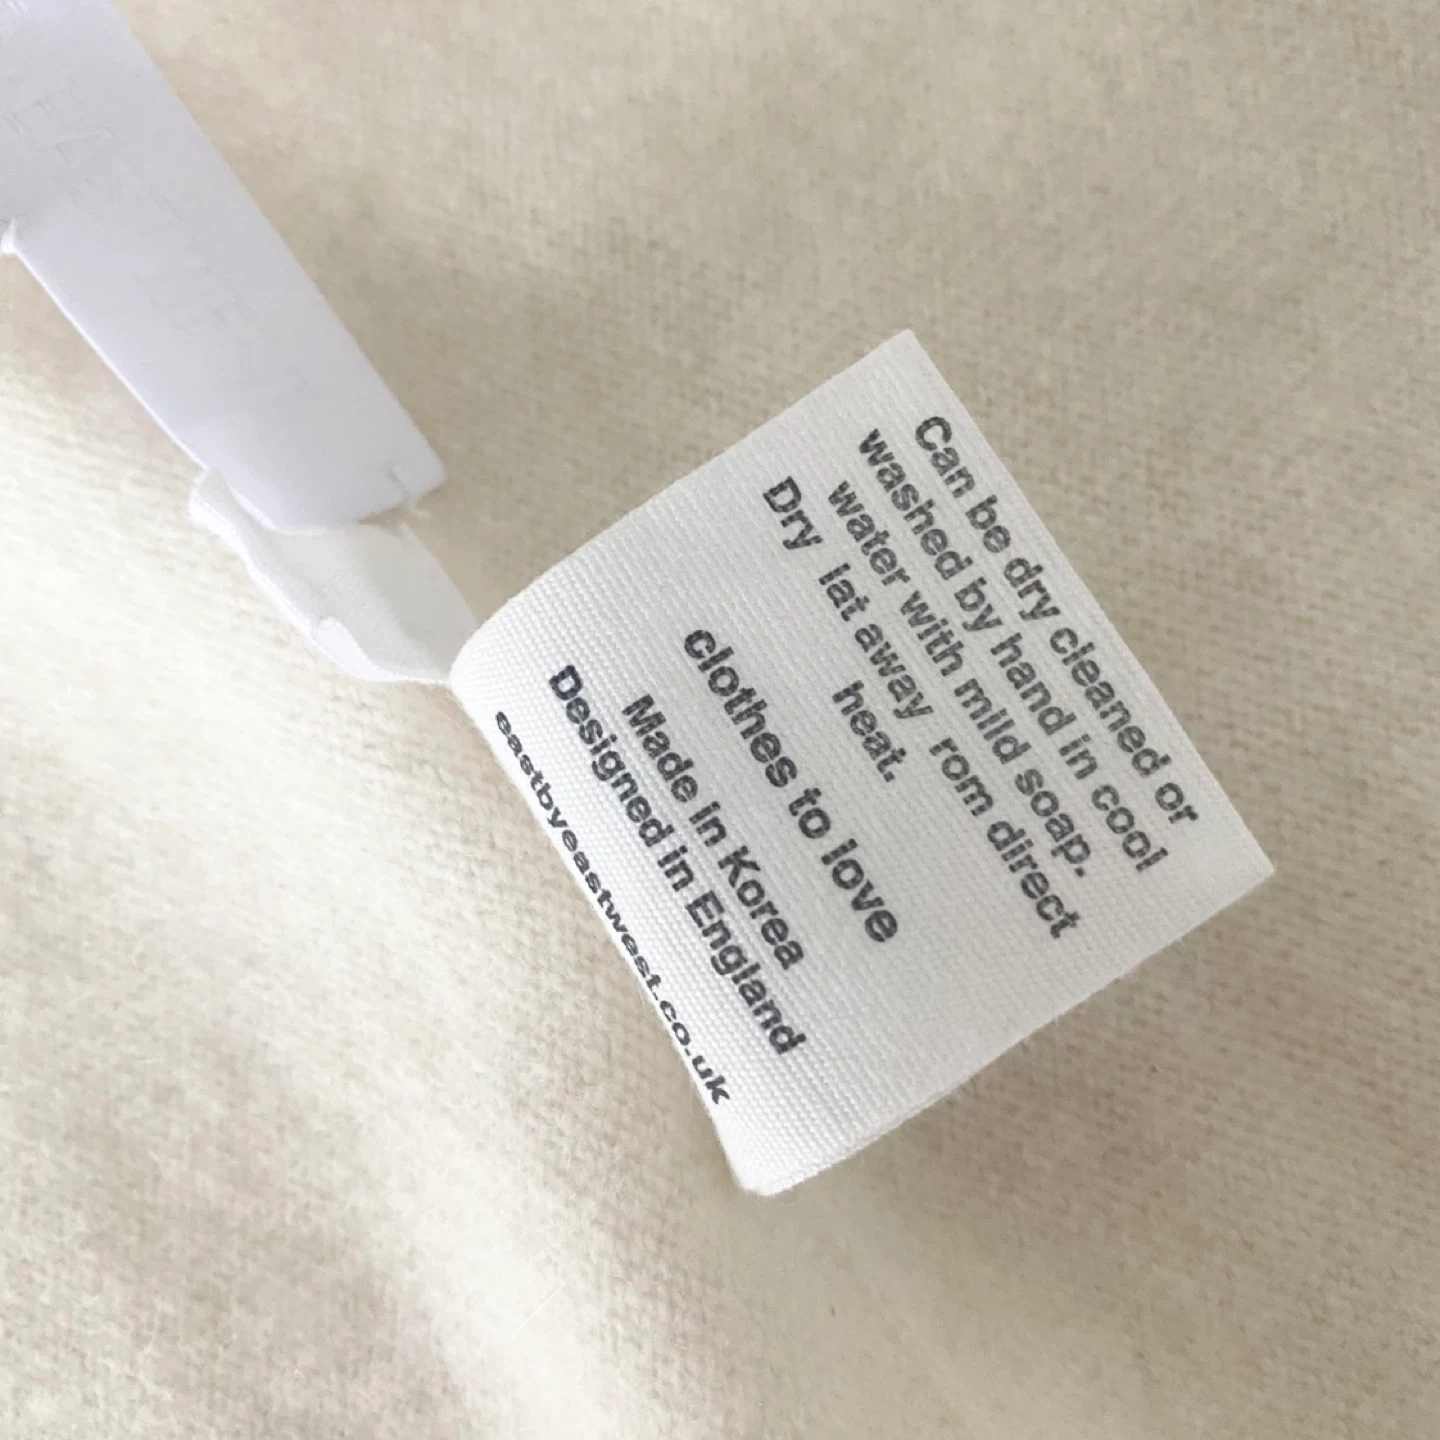 Can be dry cleaned or
washed by hand in cool
water with mild soap.
Dry lat away rom direct
heat.
clothes to love
Made in Korea
Designed in England
eastbyeastwest.co.uk